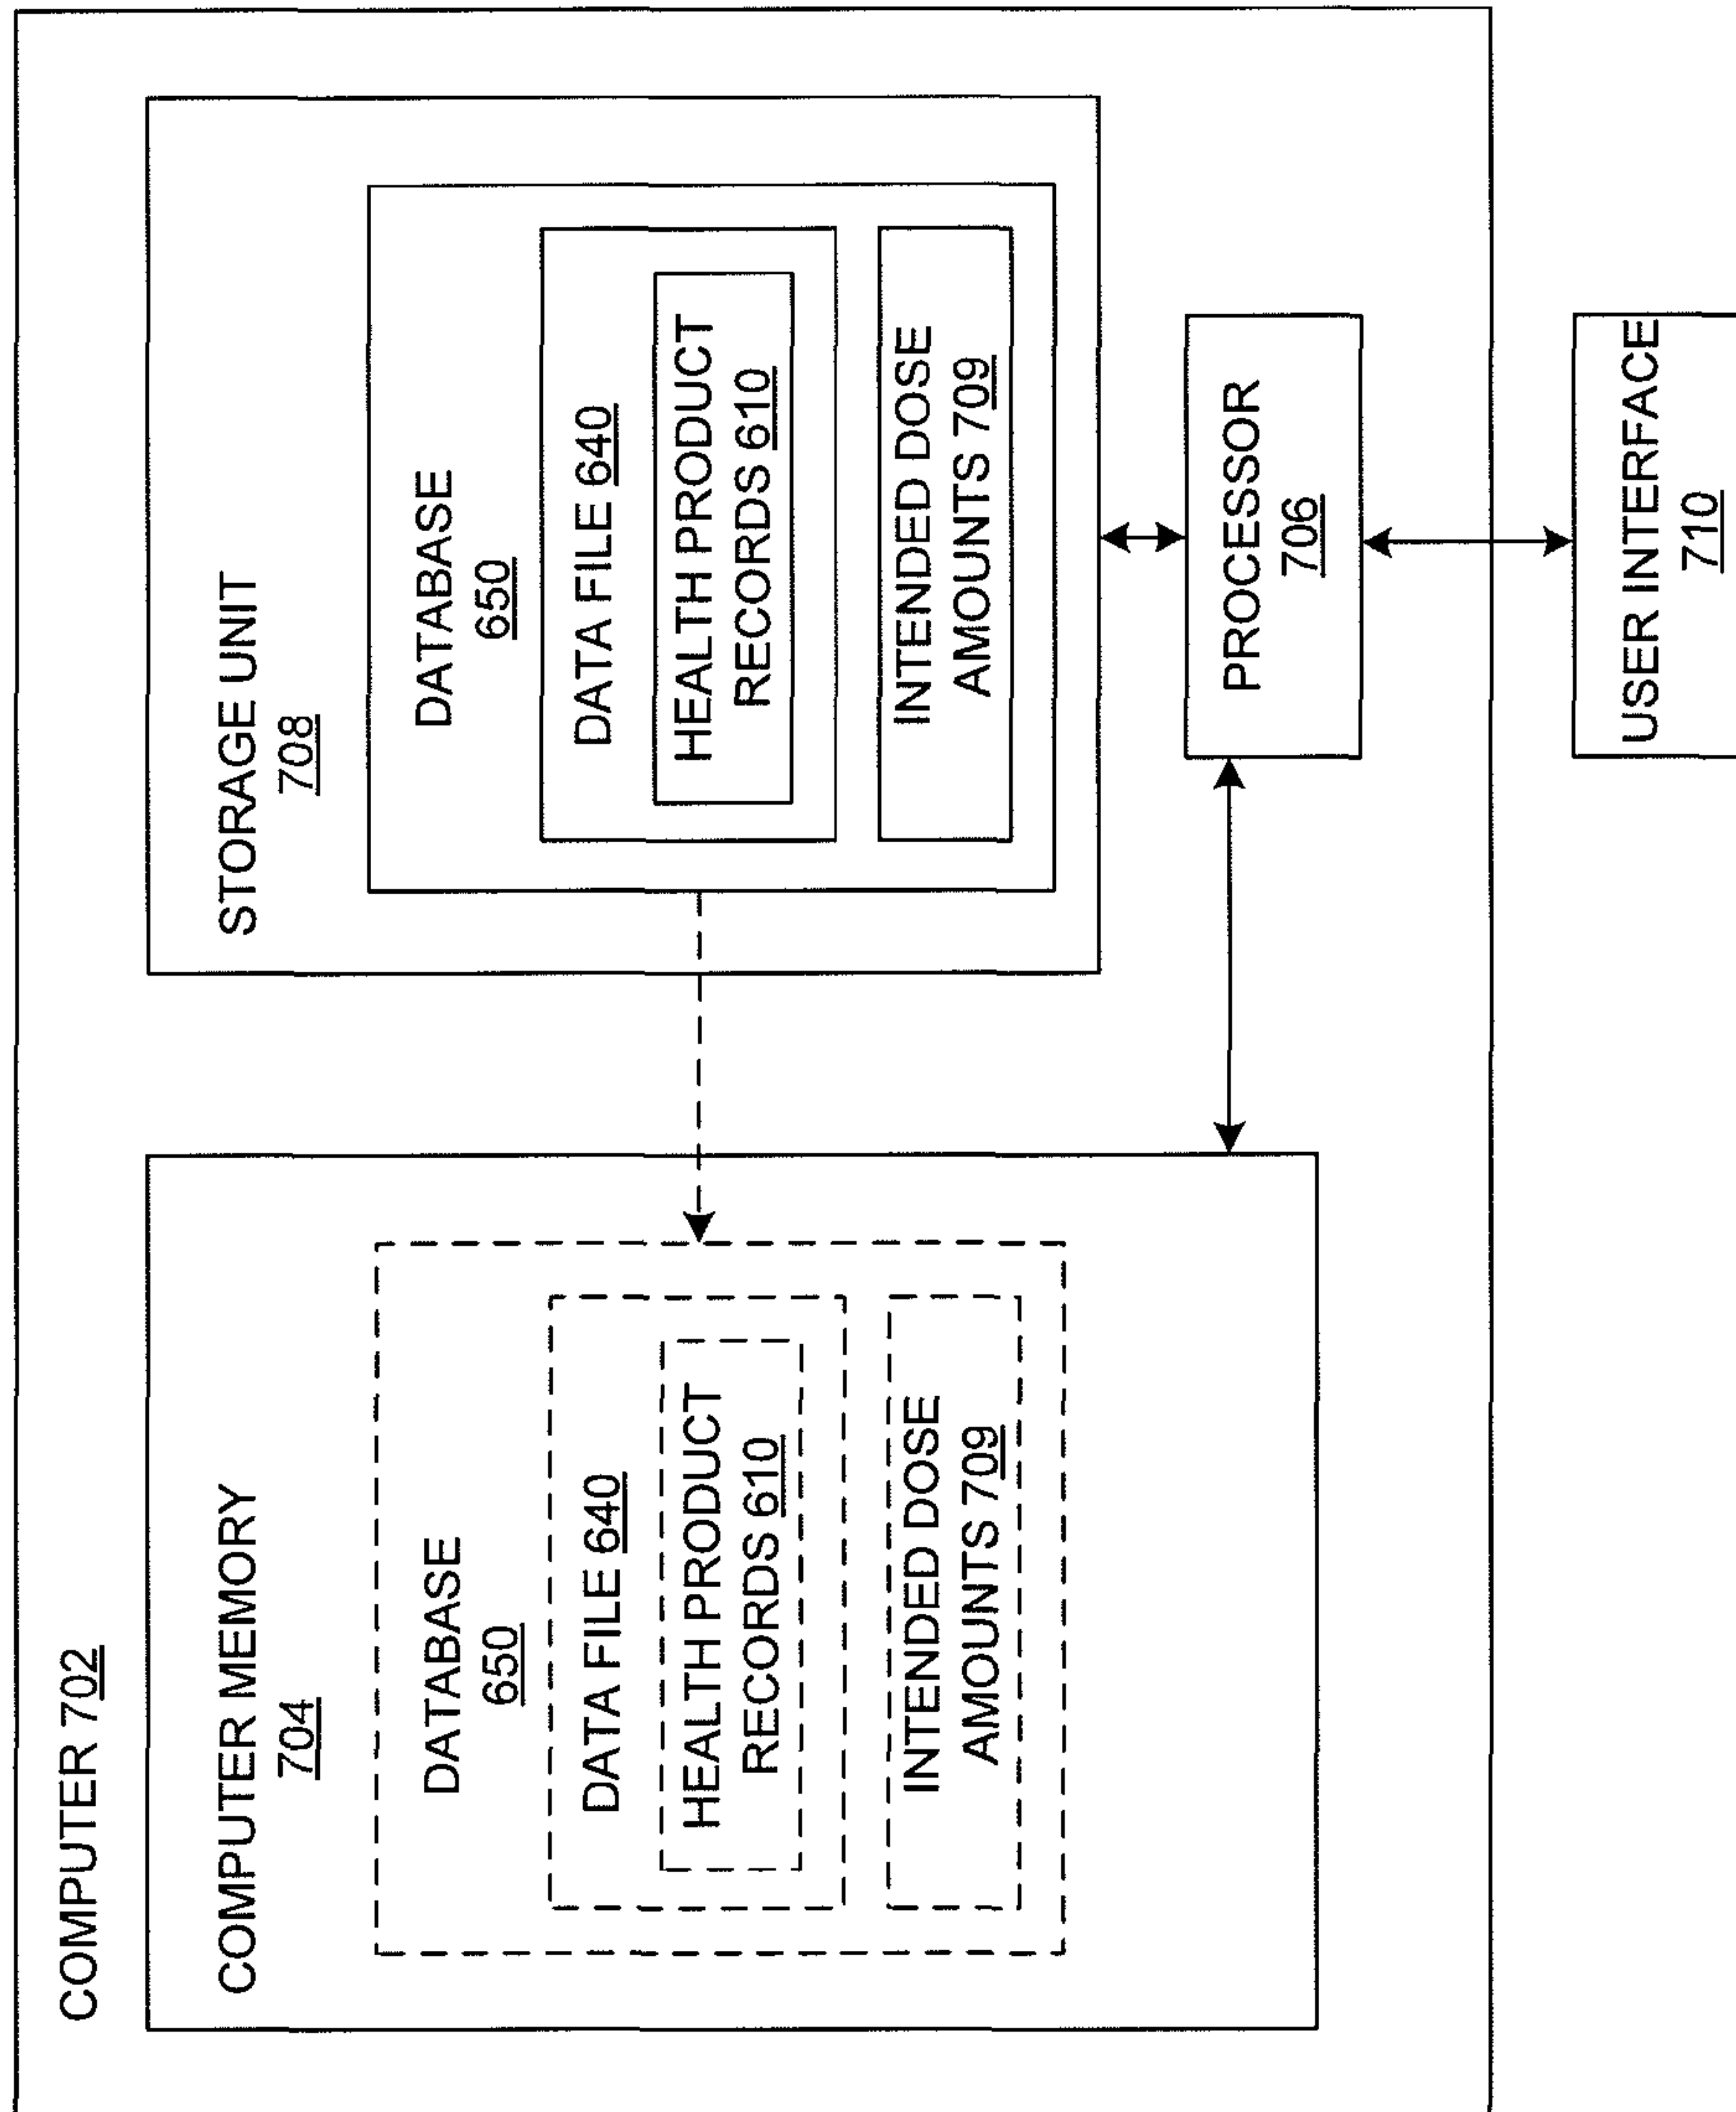 COMPUTER 702
COMPUTER MEMORY
704
DATABASE
650
DATA FILE 640
HEALTH PRODUCT
RECORDS 610
INTENDED DOSE
AMOUNTS 709
STORAGE UNIT
708
DATABASE
650
DATA FILE 640
HEALTH PRODUCT
RECORDS 610
INTENDED DOSE
AMOUNTS 709
PROCESSOR
706
USER INTERFACE
710